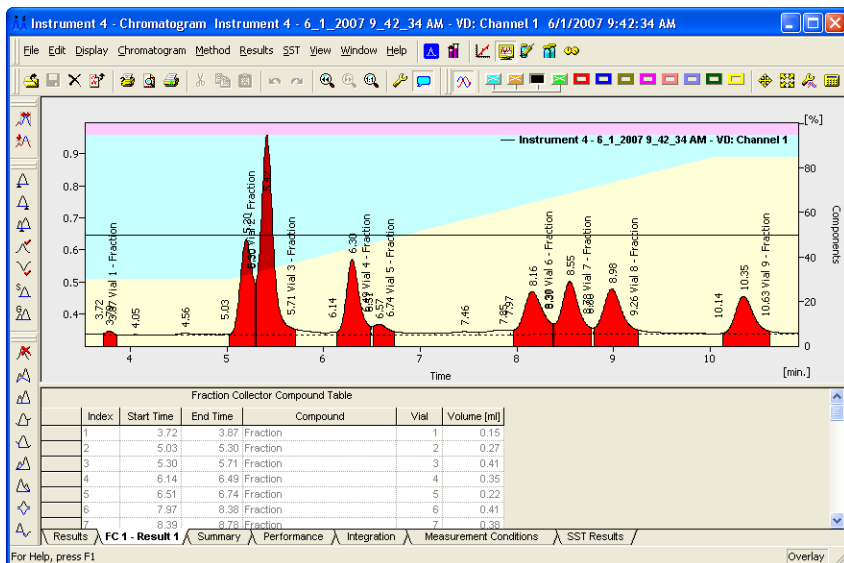 Instrument 4 - Chromatogram Instrument 4 - 6_1_2007 9_42_34 AM - VD: Channel 1 6/1/2007 9:42:34 AM
File Edit Display Chromatogram Method Results SST View Window Help
[%]
Instrument 4 - 6_1_2007 9_42_34 AM - VD: Channel 1
0.9
0.8
0.7
0.6
0.5
0.4
80
60
40
20
0
Components
3.72
3.87 Vial 1 - Fraction
4.05
4.56
5.03
5.20
5.30 Vial 2 - Fraction
5.42
5.71 Vial 3 - Fraction
6.14
6.30
6.49 Vial 4 - Fraction
6.51
6.57
6.74 Vial 5 - Fraction
7.46
7.85
7.97
8.16
8.38 Vial 6 - Fraction
8.55
8.78 Vial 7 - Fraction
8.98
9.26 Vial 8 - Fraction
10.14
10.35
10.63 Vial 9 - Fraction
4 5 6 7 8 9 10
Time
[min.]
Fraction Collector Compound Table
Index Start Time End Time Compound Vial Volume [ml]
1 3.72 3.87 Fraction 1 0.15
2 5.03 5.30 Fraction 2 0.27
3 5.30 5.71 Fraction 3 0.41
4 6.14 6.49 Fraction 4 0.35
5 6.51 6.74 Fraction 5 0.22
6 7.97 8.38 Fraction 6 0.41
7 8.39 8.78 Fraction 7 0.38
Results FC 1 - Result 1 Summary Performance Integration Measurement Conditions SST Results
For Help, press F1
Overlay